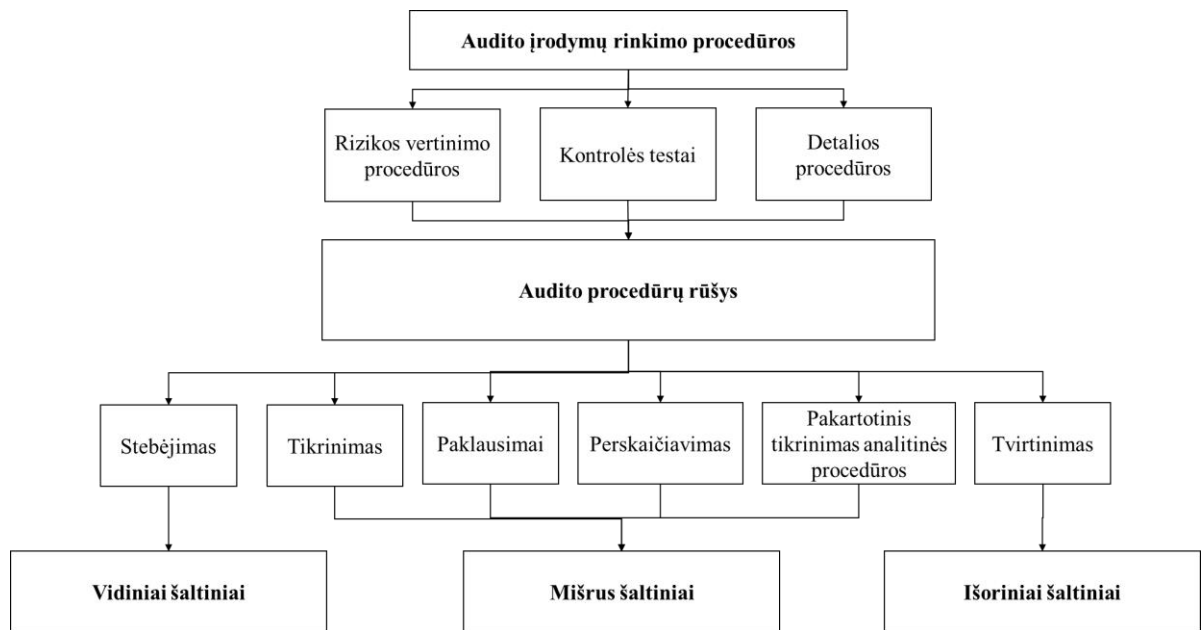 Audito įrodymų rinkimo procedūros
Rizikos vertinimo
procedūros
Kontrolės testai
Detalios
procedūros
Audito procedūrų rūšys
Stebėjimas
Tikrinimas
Paklausimai
Perskaičiavimas
Pakartotinis
tikrinimas analitinės
procedūros
Tvirtinimas
Vidiniai šaltiniai
Mišrus šaltiniai
Išoriniai šaltiniai